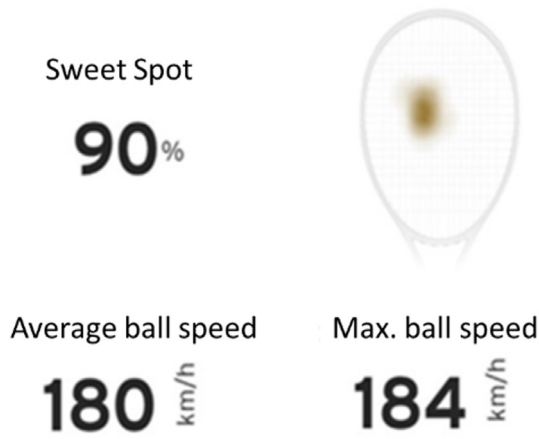 Sweet Spot
90%
Average ball speed
180 km/h
Max. ball speed
184 km/h